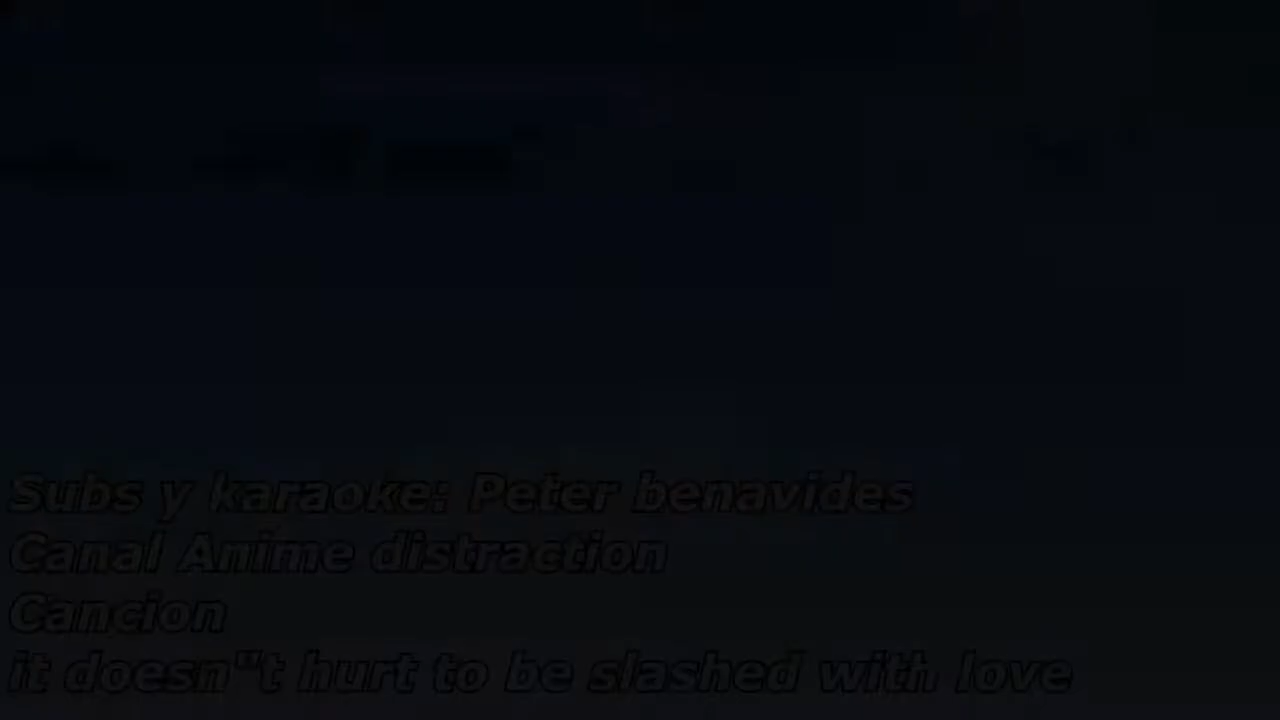 Subs y karaoke: Peter benavides
Canal Anime distraction
Cancion
it doesn"t hurt to be slashed with love